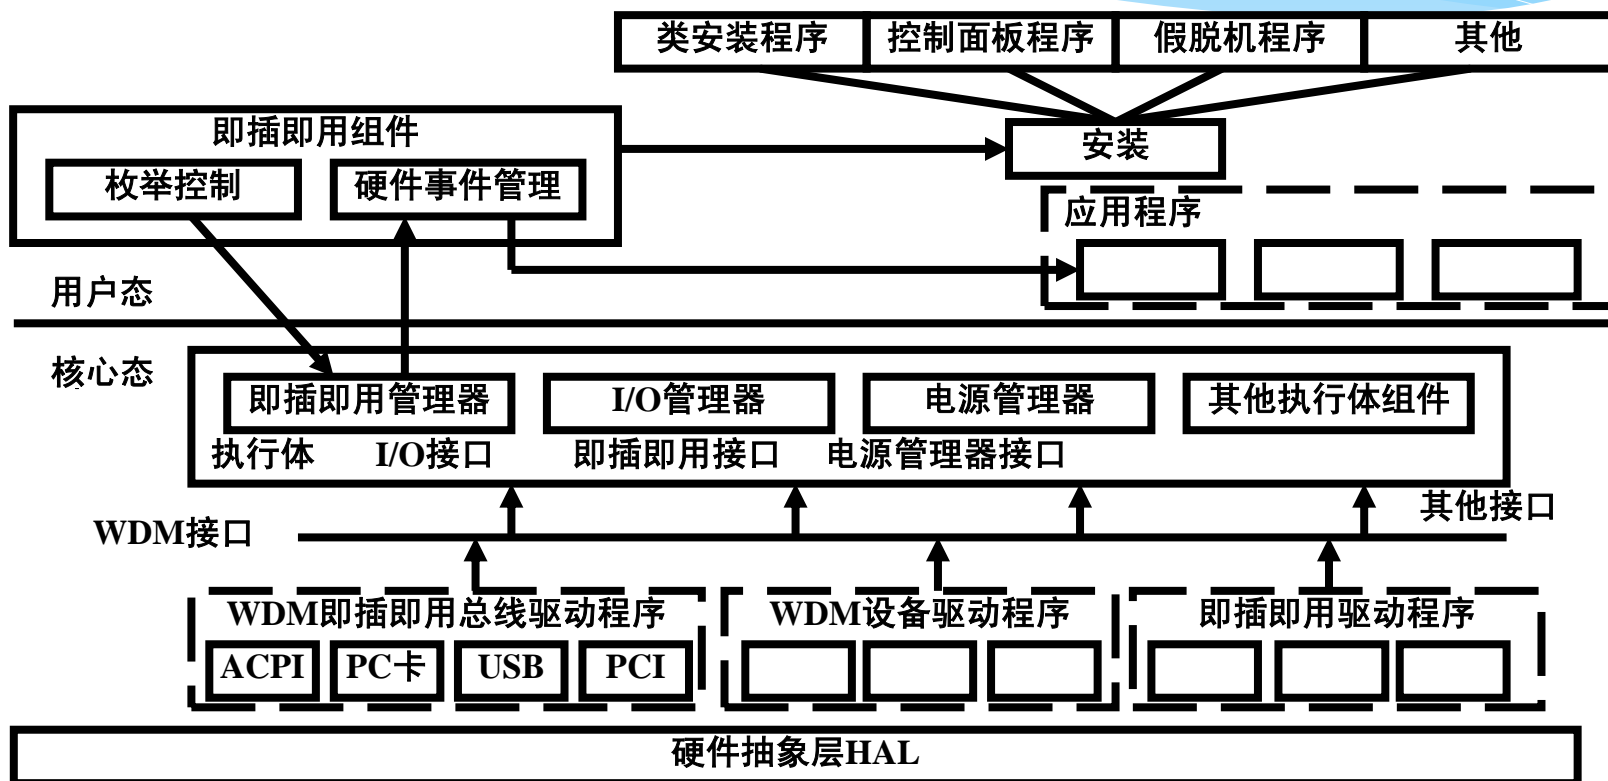 类安装程序 控制面板程序 假脱机程序 其他
即插即用组件
安装
枚举控制 硬件事件管理
应用程序
用户态
核心态
即插即用管理器 I/O管理器 电源管理器 其他执行体组件
执行体 I/O接口 即插即用接口 电源管理器接口
其他接口
WDM接口
WDM即插即用总线驱动程序 WDM设备驱动程序 即插即用驱动程序
ACPI PC卡 USB PCI
硬件抽象层HAL